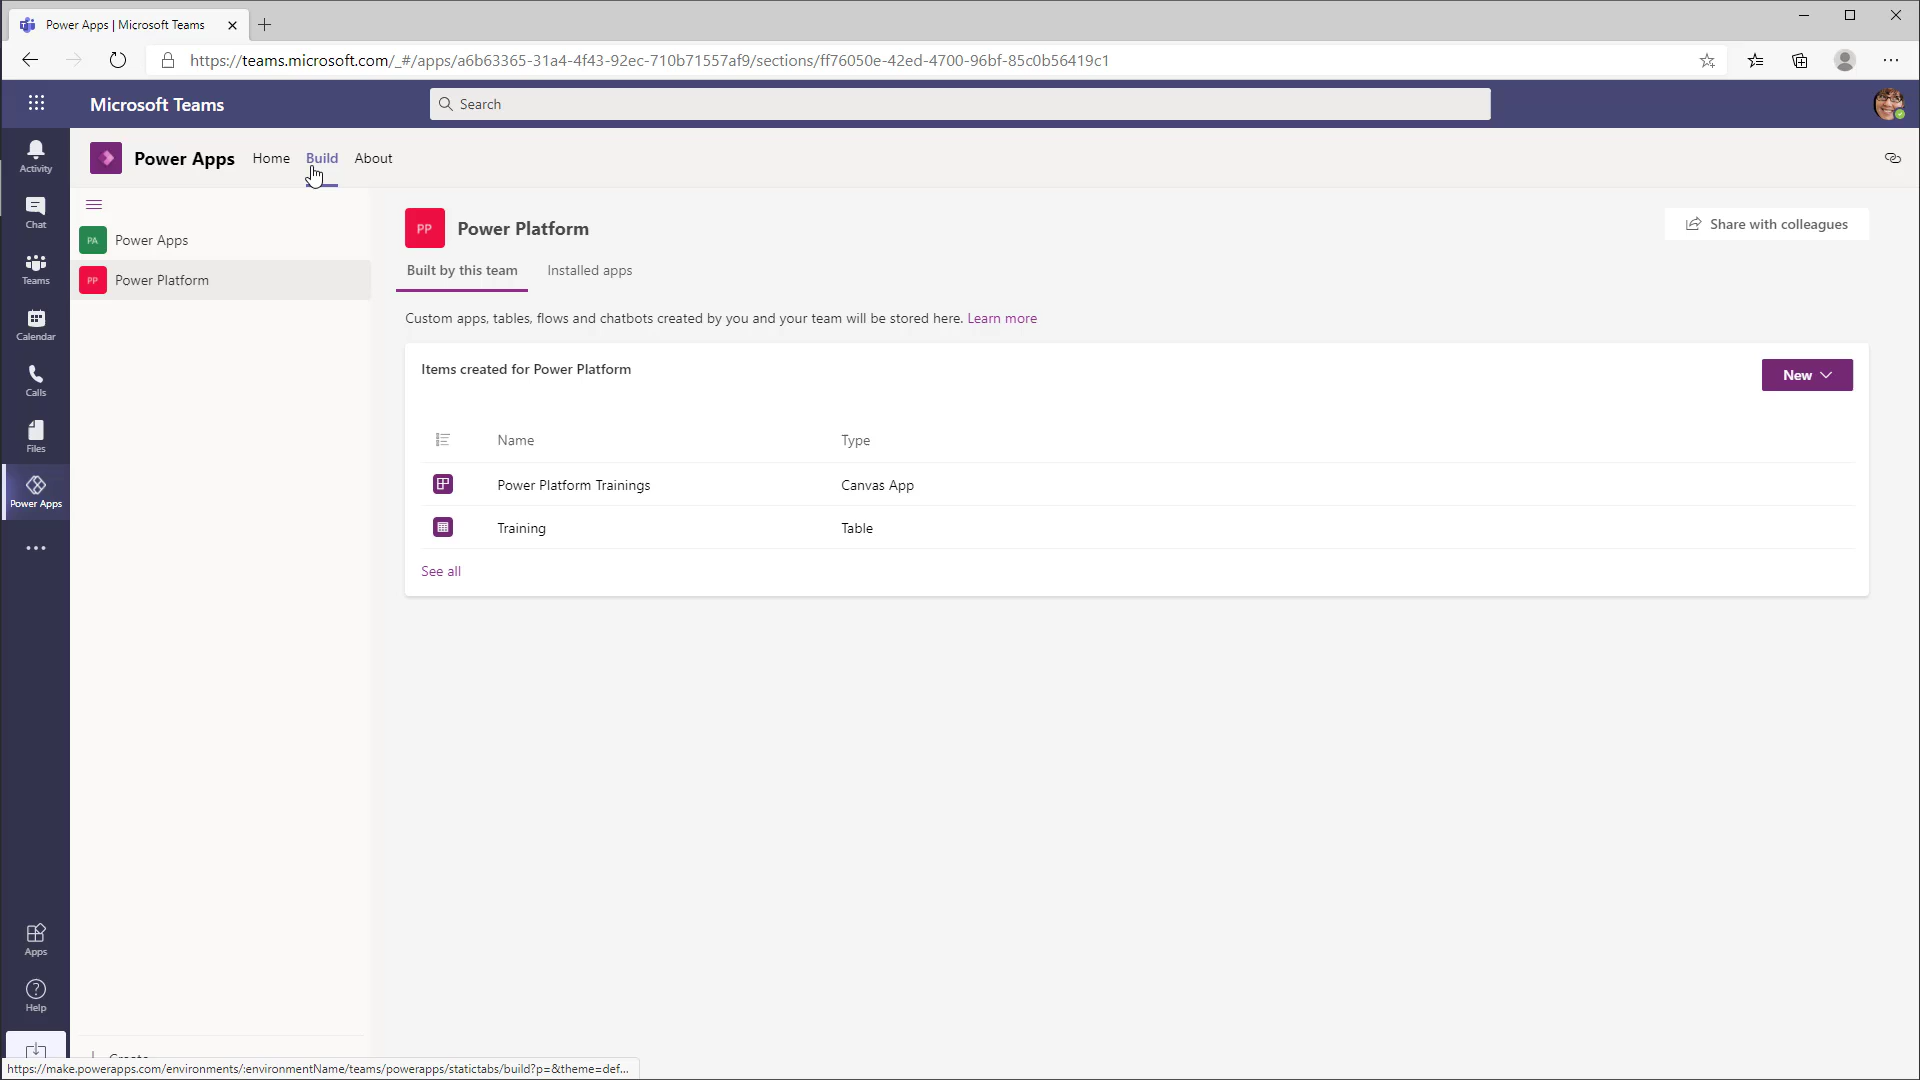 Power Apps | Microsoft Teams
https://teams.microsoft.com/_#/apps/a6b63365-31a4-4f43-92ec-710b71557af9/sections/ff76050e-42ed-4700-96bf-85c0b56419c1
Microsoft Teams
Search
Activity
Chat
Teams
Calendar
Calls
Files
Power Apps
Apps
Help
Power Apps
Home
Build
About
PA
Power Apps
PP
Power Platform
PP
Power Platform
Share with colleagues
Built by this team
Installed apps
Custom apps, tables, flows and chatbots created by you and your team will be stored here. Learn more
Items created for Power Platform
New
Name Type
Power Platform Trainings Canvas App
Training Table
See all
Create
https://make.powerapps.com/environments/:environmentName/teams/powerapps/statictabs/build?p=&theme=def...